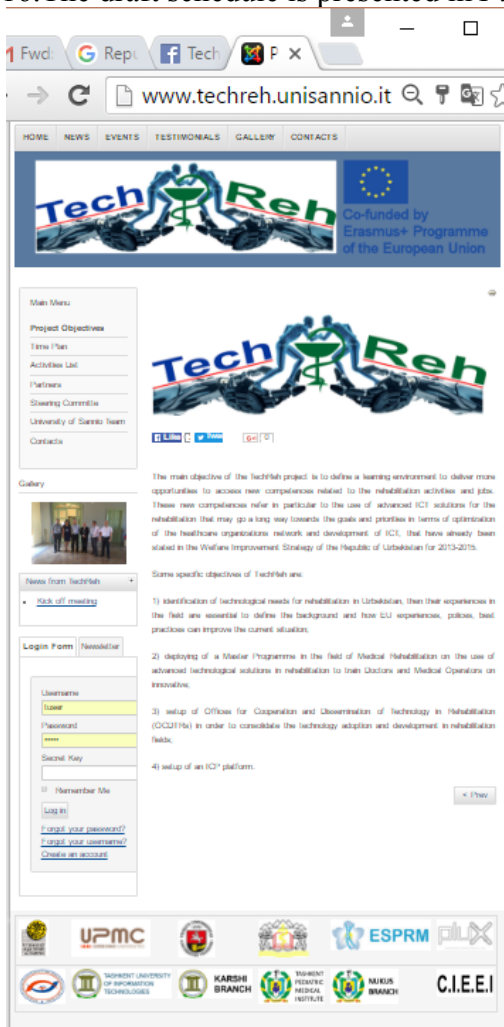 10. The draft schedule is presented in
Fwd:
Repu
Tech
P
www.techreh.unisannio.it
HOME NEWS EVENTS TESTIMONIALS GALLERY CONTACTS
Tech Reh
Co-funded by
Erasmus+ Programme
of the European Union
Main Menu
Project Objectives
Time Plan
Activities List
Partners
Steering Committe
University of Sannio Team
Contacts
Gallery
News from TechReh
Kick off meeting
Login Form Newsletter
Username
Password
•••••
Secret Key
Remember Me
Log in
Forgot your password?
Forgot your username?
Create an account
Tech Reh
Like
G+ 0
The main objective of the TechReh project is to define a learning environment to deliver more
opportunities to access new competences related to the rehabilitation activities and jobs.
These new competences refer in particular to the use of advanced ICT solutions for the
rehabilitation that may go a long way towards the goals and priorities in terms of optimization
of the healthcare organizations network and development of ICT, that have already been
stated in the Welfare Improvement Strategy of the Republic of Uzbekistan for 2013-2015.
Some specific objectives of TechReh are:
1) identification of technological needs for rehabilitation in Uzbekistan, then their experiences in
the field are essential to define the background and how EU experiences, polices, best
practices can improve the current situation;
2) deploying of a Master Programme in the field of Medical Rehabilitation on the use of
advanced technological solutions in rehabilitation to train Doctors and Medical Operators on
innovative;
3) setup of Offices for Cooperation and Dissemination of Technology in Rehabilitation
(OCDTRs) in order to consolidate the technology adoption and development in rehabilitation
fields;
4) setup of an ICP platform.
< Prev
UPMC
ESPRM
plux
TASHKENT UNIVERSITY
OF INFORMATION
TECHNOLOGIES
KARSHI
BRANCH
TASHKENT
PEDIATRIC
MEDICAL
INSTITUTE
NUKUS
BRANCH
C.I.E.E.I